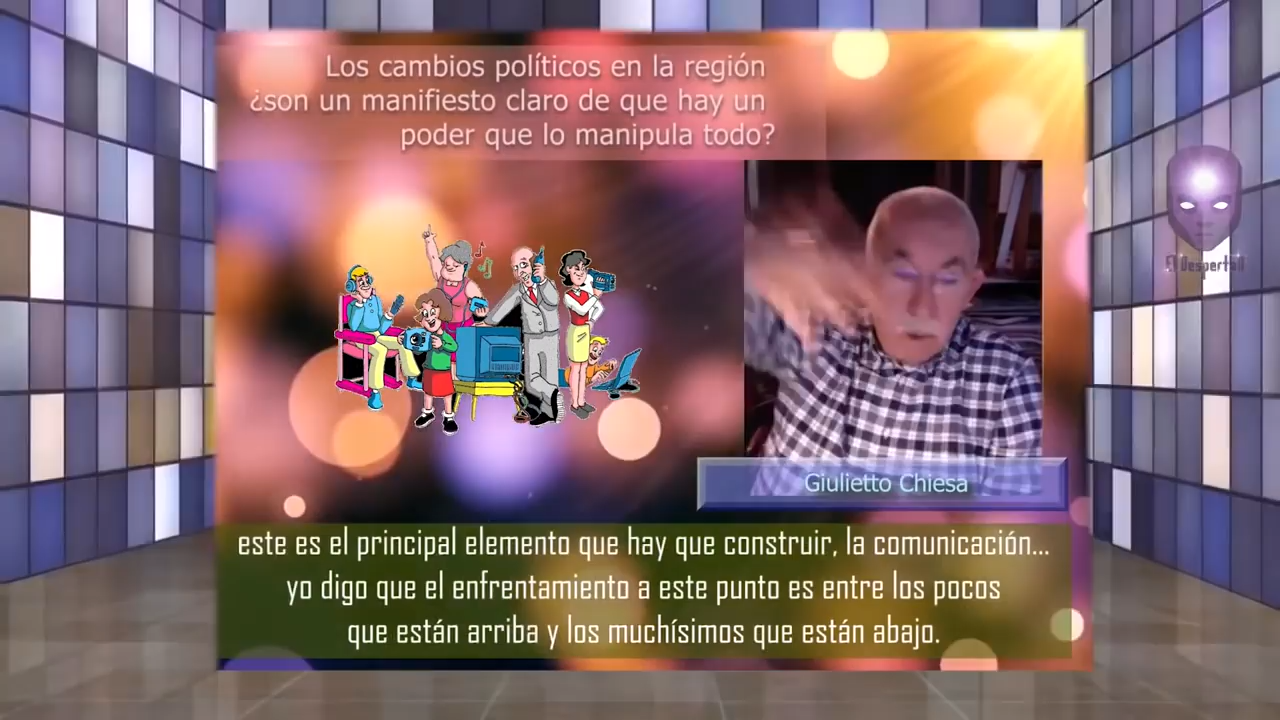 Los cambios políticos en la región
¿son un manifiesto claro de que hay un
poder que lo manipula todo?
El Despertar
Giulietto Chiesa
este es el principal elemento que hay que construir, la comunicación...
yo digo que el enfrentamiento a este punto es entre los pocos
que están arriba y los muchísimos que están abajo.